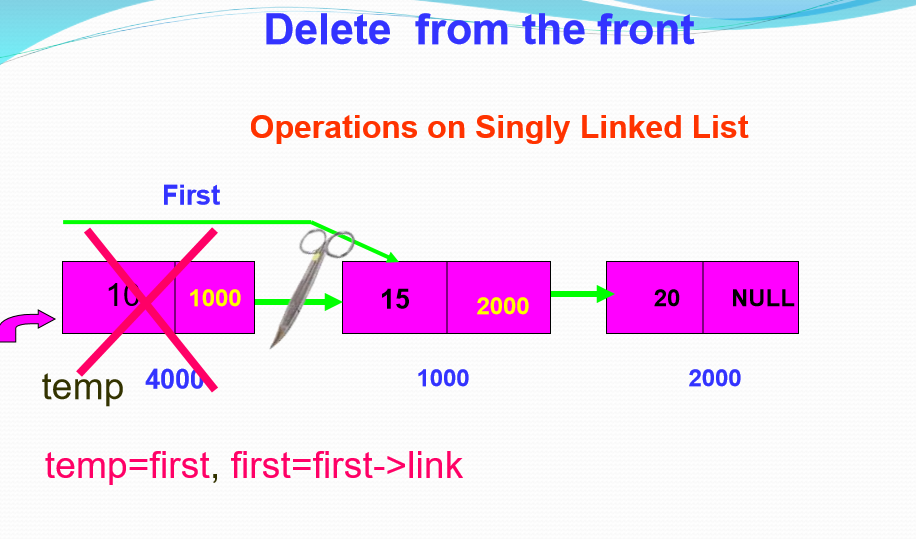 Delete from the front
Operations on Singly Linked List
First
10 1000 15 2000 20 NULL
temp 4000 1000 2000
temp=first, first=first->link